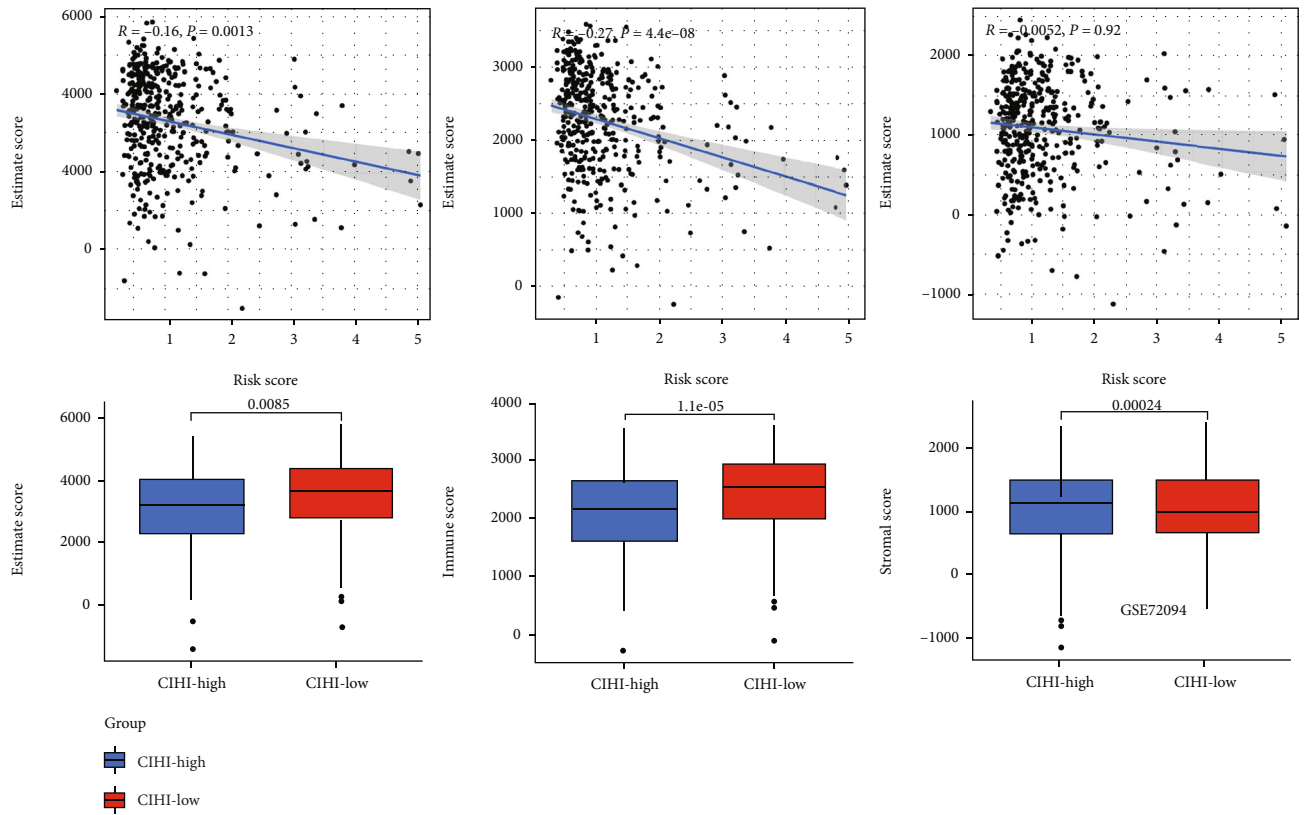 R = −0.16, P = 0.0013
6000
4000
4000
0
Estimate score
1 2 3 4 5
Risk score
R = −0.27, P = 4.4e−08
3000
2000
1000
0
Estimate score
1 2 3 4 5
Risk score
R = −0.0052, P = 0.92
2000
1000
0
−1000
Estimate score
1 2 3 4 5
Risk score
0.0085
6000
4000
2000
0
Estimate score
CIHI-high CIHI-low
1.1e-05
4000
3000
2000
1000
0
Immune score
CIHI-high CIHI-low
0.00024
2000
1000
0
−1000
Stromal score
GSE72094
CIHI-high CIHI-low
Group
CIHI-high
CIHI-low